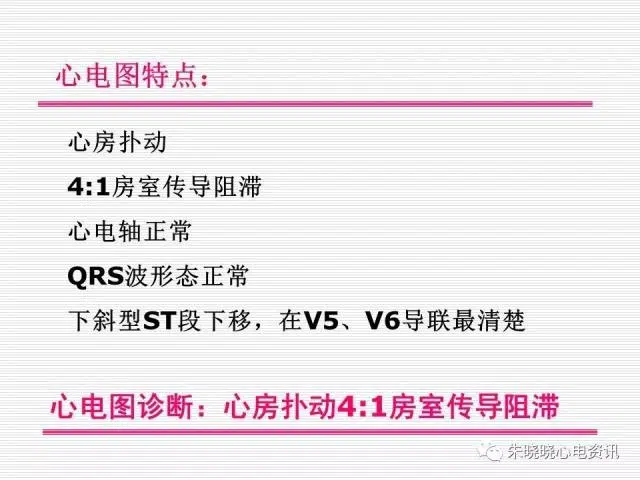 心电图特点：
心房扑动
4:1房室传导阻滞
心电轴正常
QRS波形态正常
下斜型ST段下移，在V5、V6导联最清楚
心电图诊断：心房扑动4:1房室传导阻滞
朱晓晓心电资讯